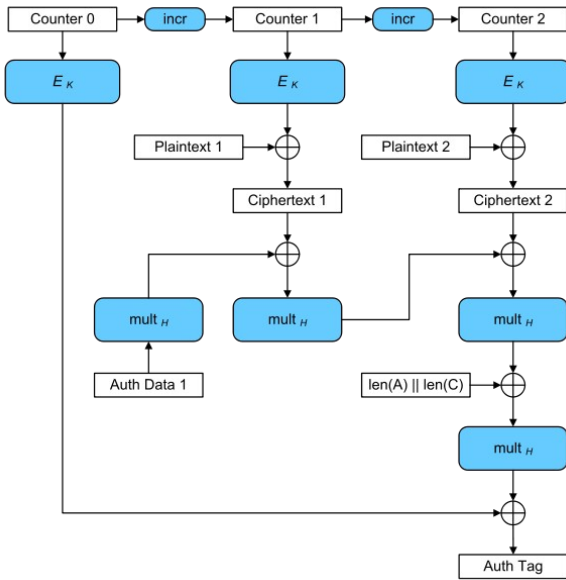 Counter 0
incr
Counter 1
incr
Counter 2
E K
E K
E K
Plaintext 1
Plaintext 2
Ciphertext 1
Ciphertext 2
mult H
mult H
mult H
Auth Data 1
len(A) || len(C)
mult H
Auth Tag